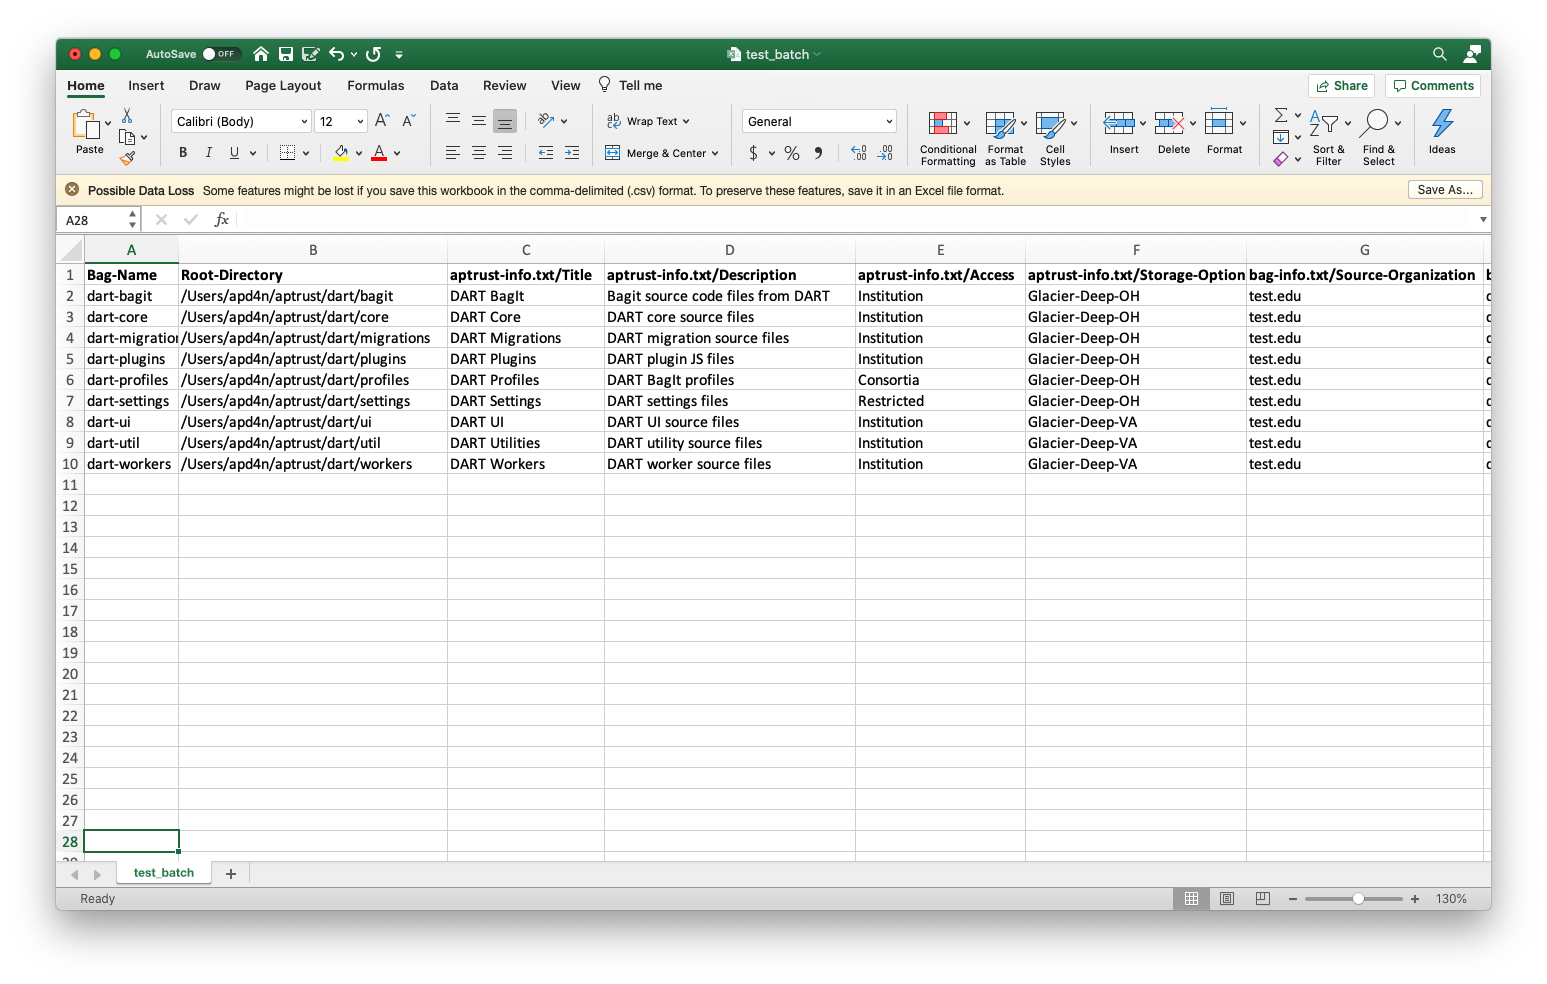 AutoSave OFF test_batch
Home Insert Draw Page Layout Formulas Data Review View Tell me Share Comments
Paste Calibri (Body) 12 A A ab Wrap Text General Conditional Formatting Format as Table Cell Styles Insert Delete Format Sort & Filter Find & Select Ideas
B I U A Merge & Center $ % .00 .00
Possible Data Loss Some features might be lost if you save this workbook in the comma-delimited (.csv) format. To preserve these features, save it in an Excel file format. Save As...
A28 fx
A B C D E F G
1 Bag-Name Root-Directory aptrust-info.txt/Title aptrust-info.txt/Description aptrust-info.txt/Access aptrust-info.txt/Storage-Option bag-info.txt/Source-Organization
2 dart-bagit /Users/apd4n/aptrust/dart/bagit DART BagIt Bagit source code files from DART Institution Glacier-Deep-OH test.edu
3 dart-core /Users/apd4n/aptrust/dart/core DART Core DART core source files Institution Glacier-Deep-OH test.edu
4 dart-migration /Users/apd4n/aptrust/dart/migrations DART Migrations DART migration source files Institution Glacier-Deep-OH test.edu
5 dart-plugins /Users/apd4n/aptrust/dart/plugins DART Plugins DART plugin JS files Institution Glacier-Deep-OH test.edu
6 dart-profiles /Users/apd4n/aptrust/dart/profiles DART Profiles DART BagIt profiles Consortia Glacier-Deep-OH test.edu
7 dart-settings /Users/apd4n/aptrust/dart/settings DART Settings DART settings files Restricted Glacier-Deep-OH test.edu
8 dart-ui /Users/apd4n/aptrust/dart/ui DART UI DART UI source files Institution Glacier-Deep-VA test.edu
9 dart-util /Users/apd4n/aptrust/dart/util DART Utilities DART utility source files Institution Glacier-Deep-VA test.edu
10 dart-workers /Users/apd4n/aptrust/dart/workers DART Workers DART worker source files Institution Glacier-Deep-VA test.edu
11
12
13
14
15
16
17
18
19
20
21
22
23
24
25
26
27
28
test_batch +
Ready 130%